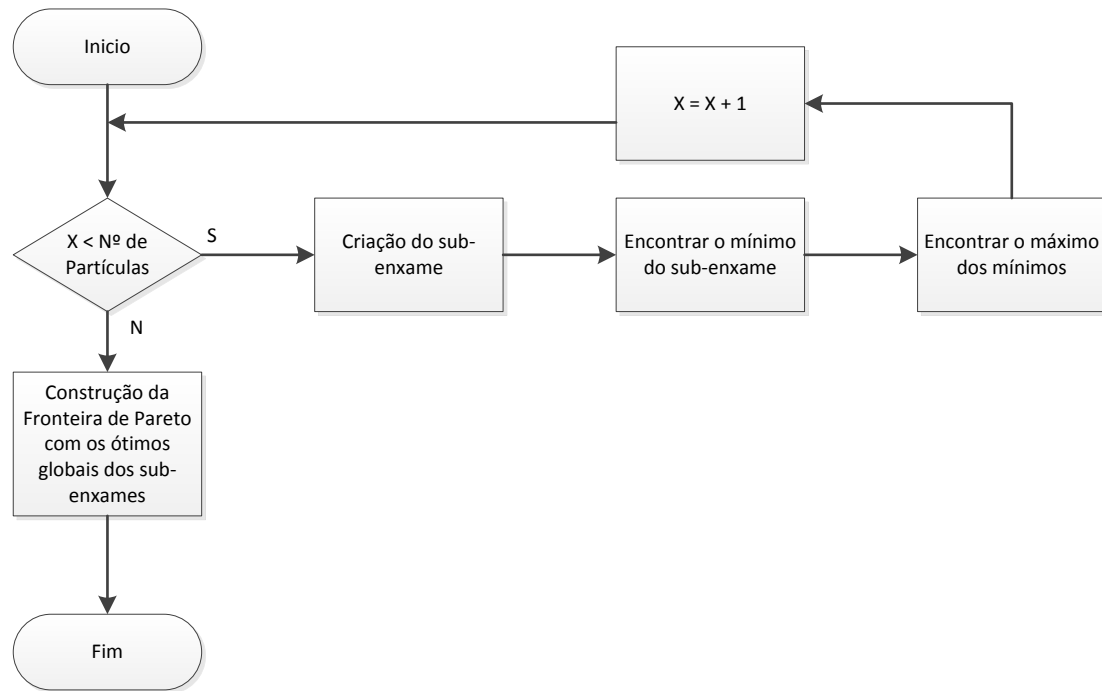 Inicio
X = X + 1
X < Nº de
Partículas
S
Criação do sub-
enxame
Encontrar o mínimo
do sub-enxame
Encontrar o máximo
dos mínimos
N
Construção da
Fronteira de Pareto
com os ótimos
globais dos sub-
enxames
Fim